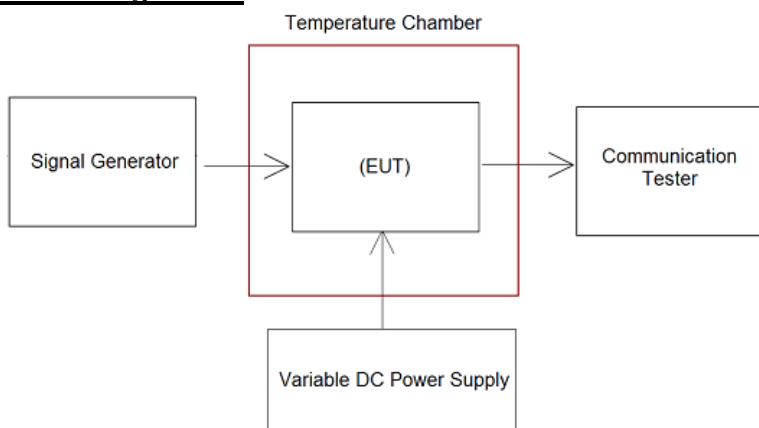 Temperature Chamber
Signal Generator
(EUT)
Communication
Tester
Variable DC Power Supply